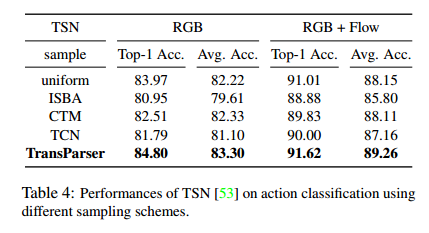 TSN RGB RGB + Flow
sample Top-1 Acc. Avg. Acc. Top-1 Acc. Avg. Acc.
uniform 83.97 82.22 91.01 88.15
ISBA 80.95 79.61 88.88 85.80
CTM 82.51 82.33 89.83 88.11
TCN 81.79 81.10 90.00 87.16
TransParser 84.80 83.30 91.62 89.26
Table 4: Performances of TSN [53] on action classification using
different sampling schemes.